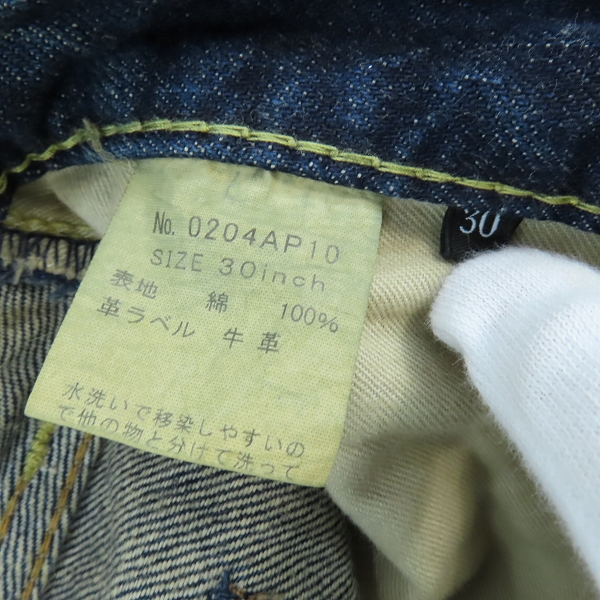 No. 0204AP10
SIZE 30inch
表地 綿 100%
革ラベル 牛革
水洗いで移染しやすいの
で他の物と分けて洗って
30